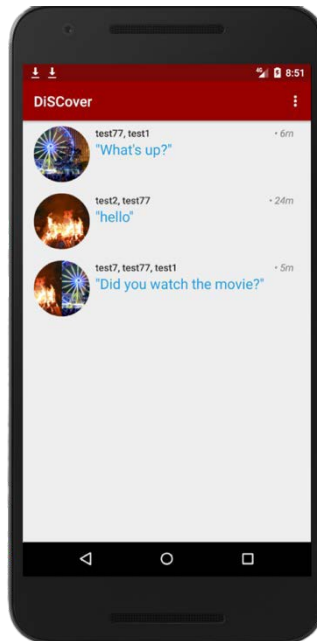 4G 8:51
DiSCover
test77, test1 • 6m
"What's up?"
test2, test77 • 24m
"hello"
test7, test77, test1 • 5m
"Did you watch the movie?"